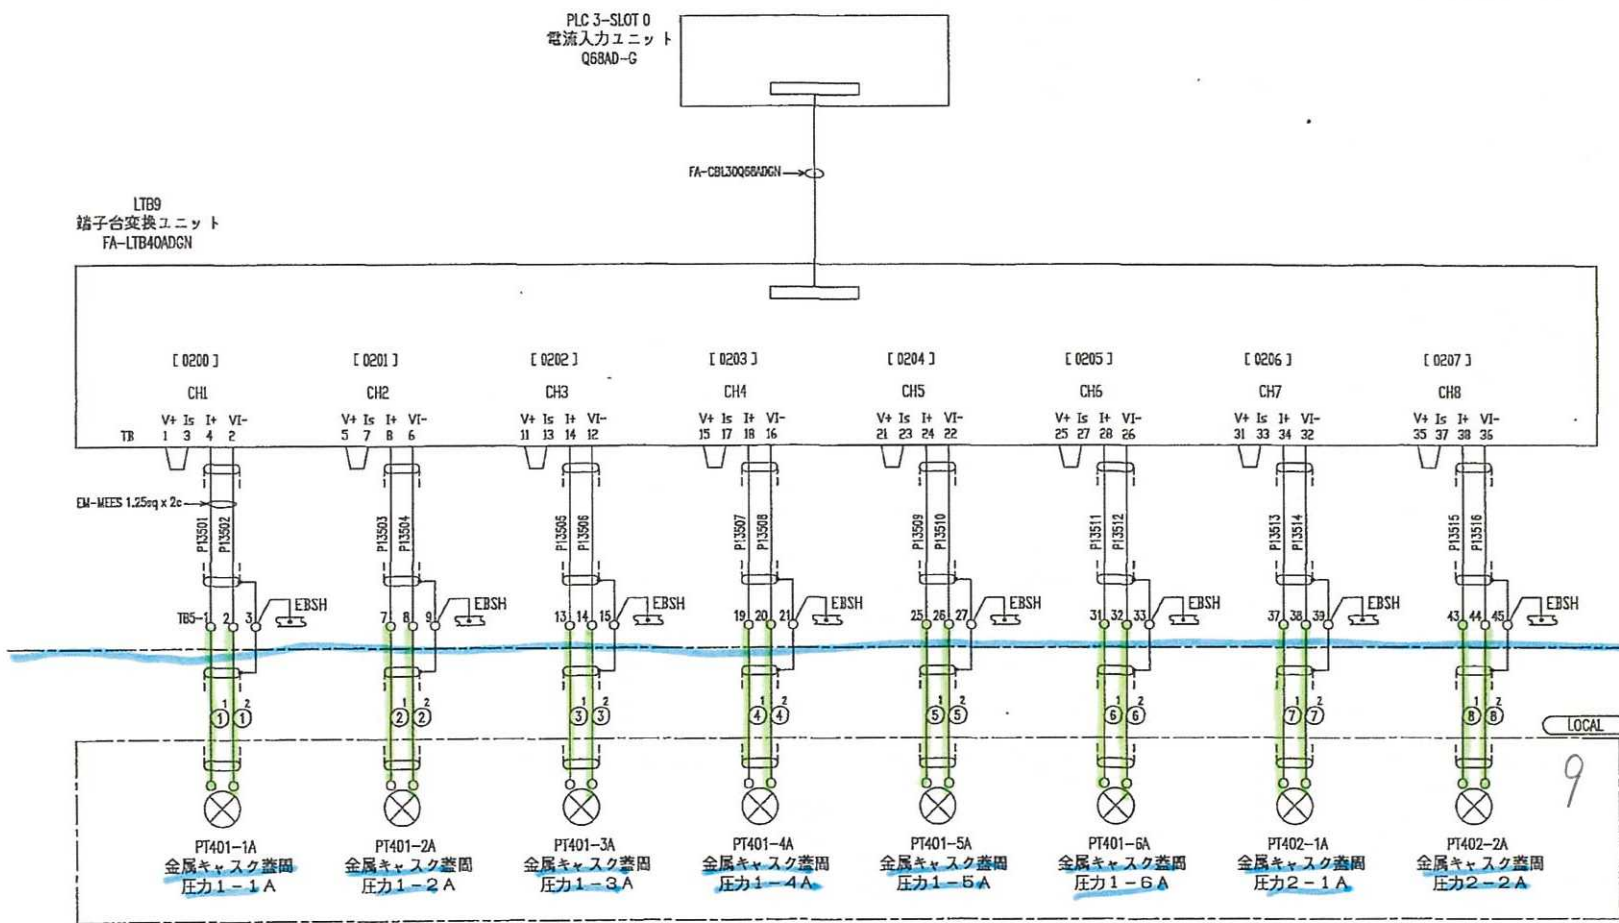 PLC 3-SLOT 0
電流入力ユニット
Q68AD-G
FA-CBL30Q68ADGN
LTB9
端子台変換ユニット
FA-LTB40ADGN
[ 0200 ] [ 0201 ] [ 0202 ] [ 0203 ] [ 0204 ] [ 0205 ] [ 0206 ] [ 0207 ]
CH1 CH2 CH3 CH4 CH5 CH6 CH7 CH8
V+ Is I+ VI- V+ Is I+ VI- V+ Is I+ VI- V+ Is I+ VI- V+ Is I+ VI- V+ Is I+ VI- V+ Is I+ VI- V+ Is I+ VI-
TB 1 3 4 2 5 7 8 6 11 13 14 12 15 17 18 16 21 23 24 22 25 27 28 26 31 33 34 32 35 37 38 36
EM-MEES 1.25sq x 2c
P13501 P13502 P13503 P13504 P13505 P13506 P13507 P13508 P13509 P13510 P13511 P13512 P13513 P13514 P13515 P13516
EBSH EBSH EBSH EBSH EBSH EBSH EBSH EBSH
TB5-1 2 3 7 8 9 13 14 15 19 20 21 25 26 27 31 32 33 37 38 39 43 44 45
1 2 1 2 1 2 1 2 1 2 1 2 1 2 1 2
① ① ② ② ③ ③ ④ ④ ⑤ ⑤ ⑥ ⑥ ⑦ ⑦ ⑧ ⑧
LOCAL
9
PT401-1A PT401-2A PT401-3A PT401-4A PT401-5A PT401-6A PT402-1A PT402-2A
金属キャスク蓋間 金属キャスク蓋間 金属キャスク蓋間 金属キャスク蓋間 金属キャスク蓋間 金属キャスク蓋間 金属キャスク蓋間 金属キャスク蓋間
圧力1-1A 圧力1-2A 圧力1-3A 圧力1-4A 圧力1-5A 圧力1-6A 圧力2-1A 圧力2-2A